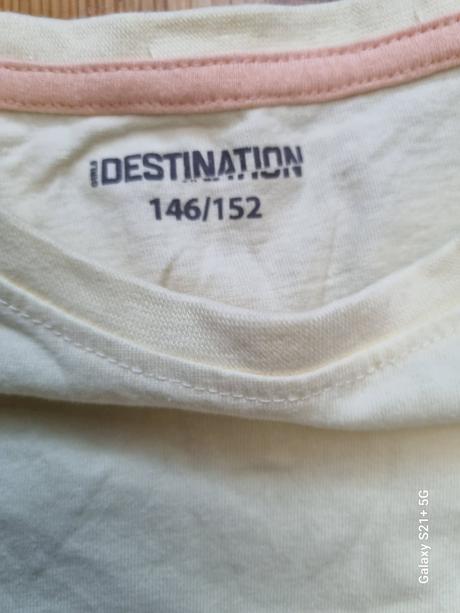 DESTINATION
146/152
Galaxy S21+ 5G